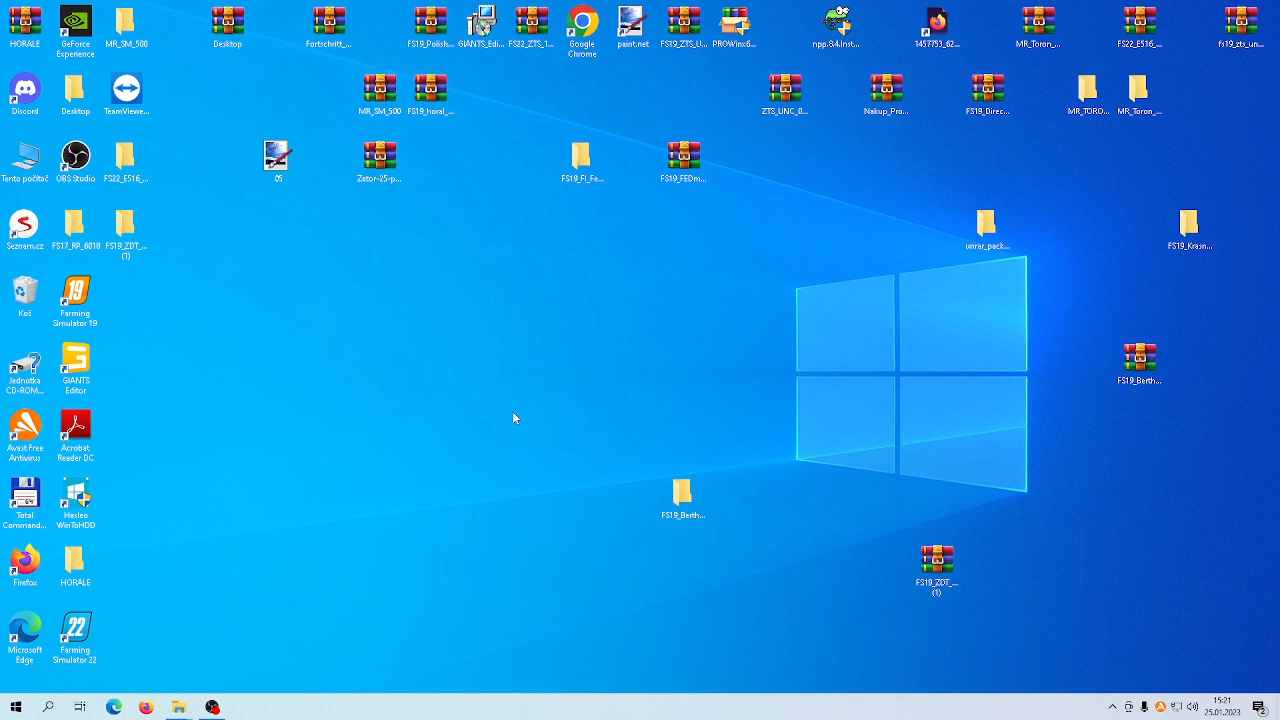 HORALE
GeForce
Experience
MR_SM_500
Desktop
Fortschritt_...
FS19_Polish...
GIANTS_Edi...
FS22_ZTS_1...
Google
Chrome
paint.net
FS19_ZTS_U...
PROWinx6...
npp.8.4.Inst...
1457753_62...
MR_Toron_...
FS22_E516_...
fs19_zts_un...
Discord
Desktop
TeamViewe...
MR_SM_500
FS19_horal_...
ZTS_UNC_0...
Nakup_Pro...
FS19_Direc...
MR_TORO...
MR_Toron_...
Tento počítač
OBS Studio
FS22_E516_...
05
Zetor-25-p...
FS19_FI_Fe...
FS19_FEDm...
Seznam.cz
FS17_RP_6018
FS19_ZDT_...
(1)
unrar_pack...
FS19_Krasn...
Koš
19
Farming
Simulator 19
Jednotka
CD-ROM...
GIANTS
Editor
FS19_Berth...
Avast Free
Antivirus
Acrobat
Reader DC
Total
Command...
Hasleo
WinToHDD
FS19_Berth...
Firefox
HORALE
FS19_ZDT_...
(1)
Microsoft
Edge
22
Farming
Simulator 22
15:21
25.01.2023
2